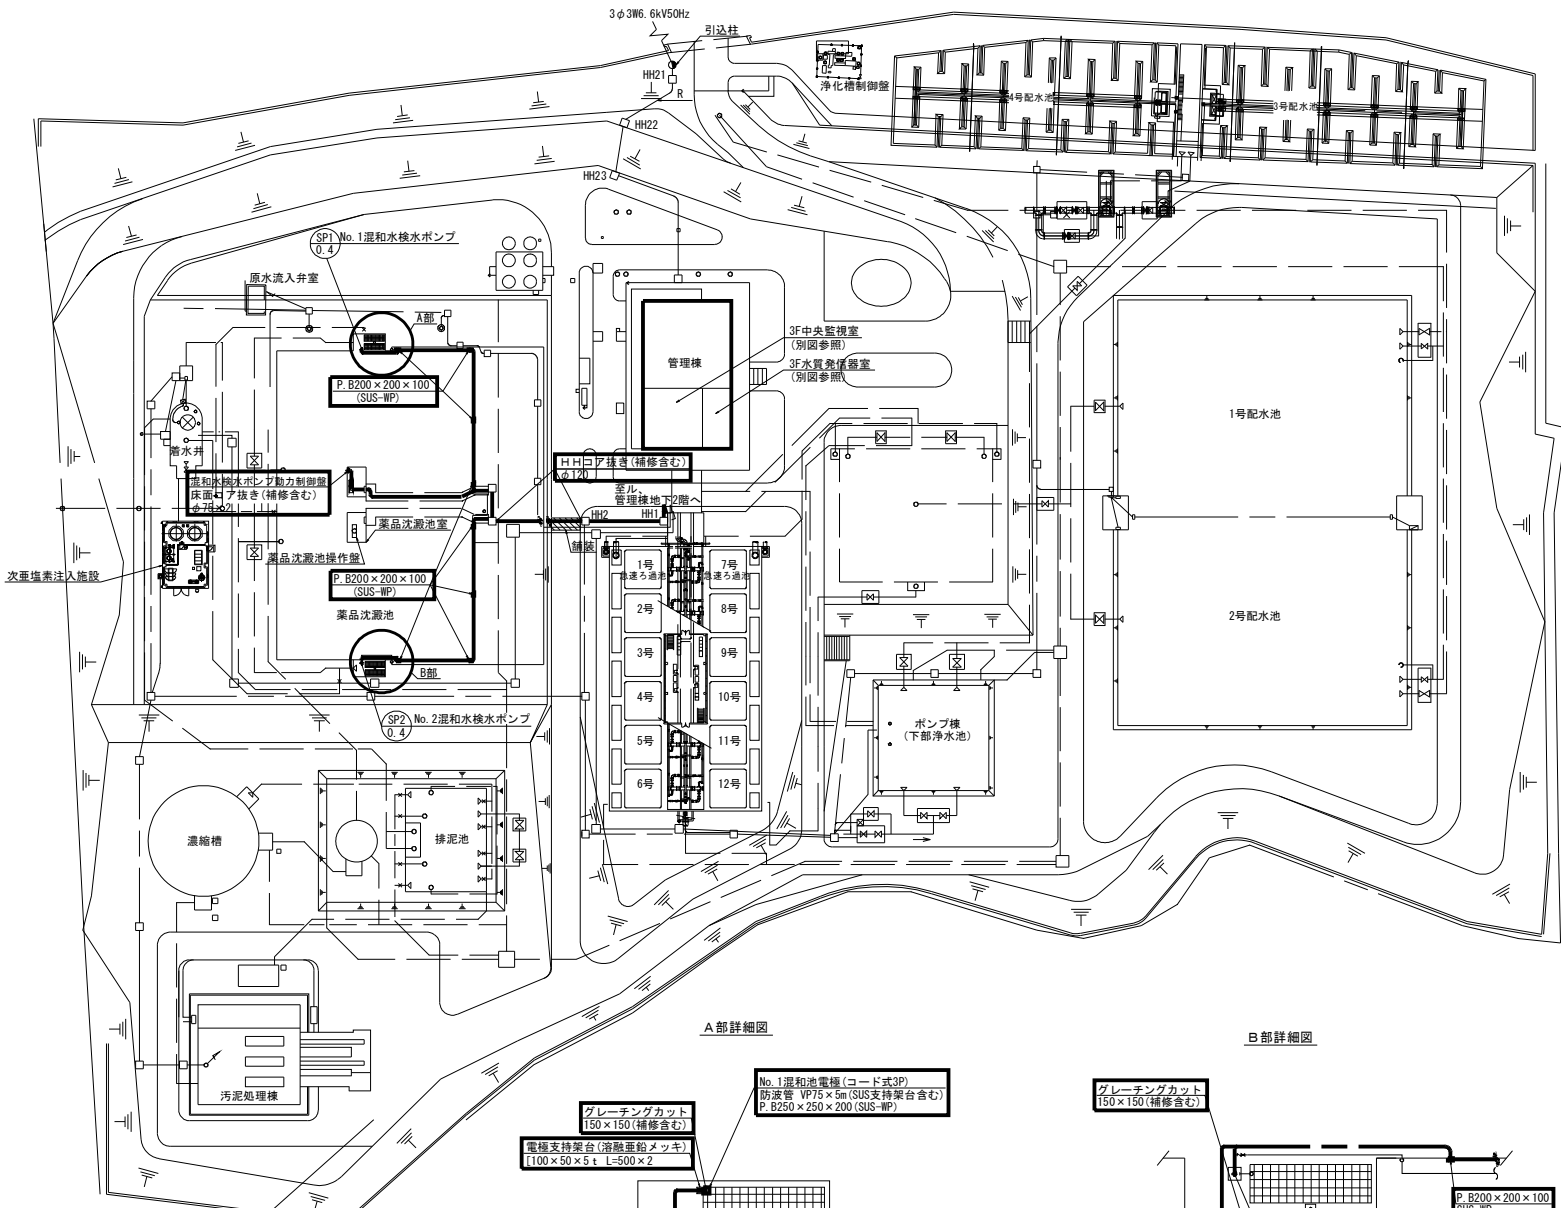 3φ3W6.6kV50Hz
引込柱
HH21
R
浄化槽制御盤
4号配水池
3号配水池
HH22
HH23
SP1
0.4
No.1混和水検水ポンプ
原水流入弁室
A部
3F中央監視室
(別図参照)
管理棟
3F水質発信器室
(別図参照)
P.B200×200×100
(SUS-WP)
1号配水池
着水井
HHコア抜き(補修含む)
φ120
混和水検水ポンプ動力制御盤
床面コア抜き(補修含む)
至ル、
管理棟地下2階へ
HH2
HH1
薬品沈澱池室
舗装
薬品沈澱池操作盤
次亜塩素注入施設
1号
急速ろ過池
7号
急速ろ過池
P.B200×200×100
(SUS-WP)
薬品沈澱池
2号
8号
2号配水池
3号
9号
B部
4号
10号
SP2
0.4
No.2混和水検水ポンプ
ポンプ棟
(下部浄水池)
5号
11号
6号
12号
濃縮槽
排泥池
汚泥処理棟
A部詳細図
B部詳細図
No.1混和池電極(コード式3P)
防波管 VP75×5m(SUS支持架台含む)
P.B250×250×200(SUS-WP)
グレーチングカット
150×150(補修含む)
グレーチングカット
150×150(補修含む)
電極支持架台(溶融亜鉛メッキ)
[100×50×5t L=500×2
P.B200×200×100